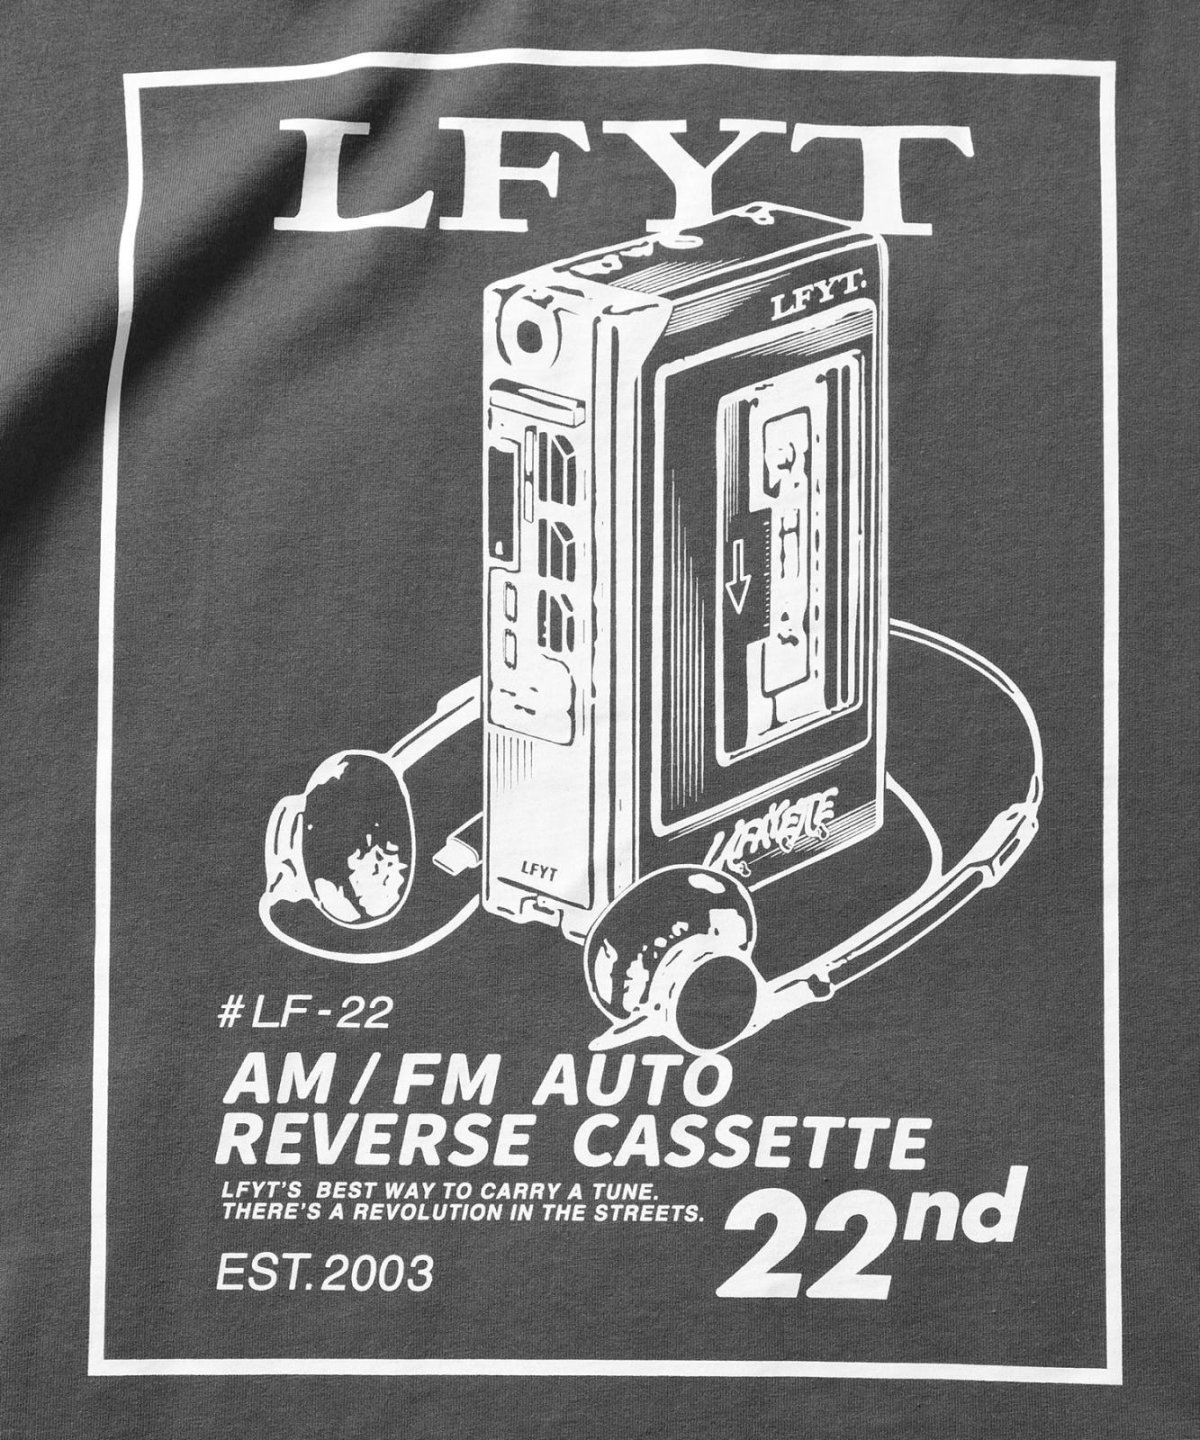 LFYT
LFYT.
LAFAYETTE
LFYT
#LF-22
AM/FM AUTO
REVERSE CASSETTE
LFYT'S BEST WAY TO CARRY A TUNE.
THERE'S A REVOLUTION IN THE STREETS.
22nd
EST.2003